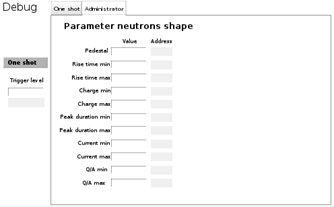 Debug
One shot Administrator
Parameter neutrons shape
Value Address
Pedestal
One shot
Rise time min
Trigger level
Rise time max
Charge min
Charge max
Peak duration min
Peak duration max
Current min
Current max
Q/A min
Q/A max